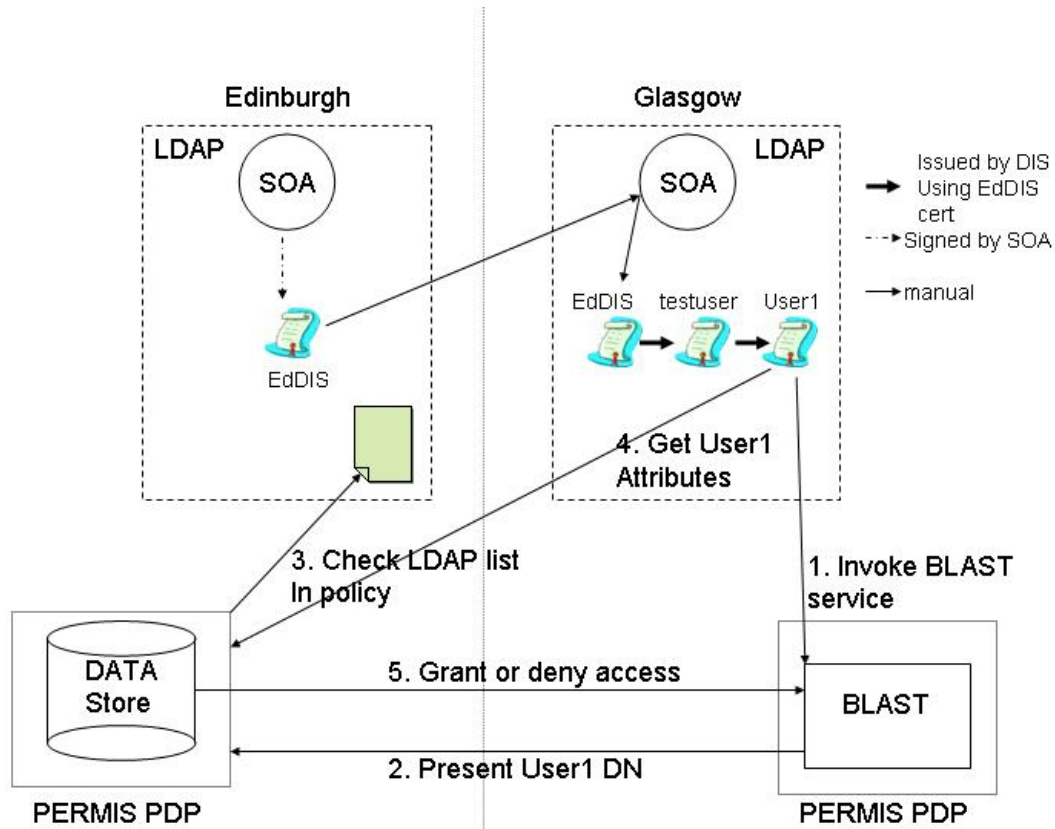 Edinburgh
Glasgow
LDAP
SOA
EdDIS
LDAP
SOA
EdDIS
testuser
User1
Issued by DIS
Using EdDIS
cert
Signed by SOA
manual
4. Get User1
Attributes
3. Check LDAP list
In policy
1. Invoke BLAST
service
DATA
Store
5. Grant or deny access
BLAST
2. Present User1 DN
PERMIS PDP
PERMIS PDP